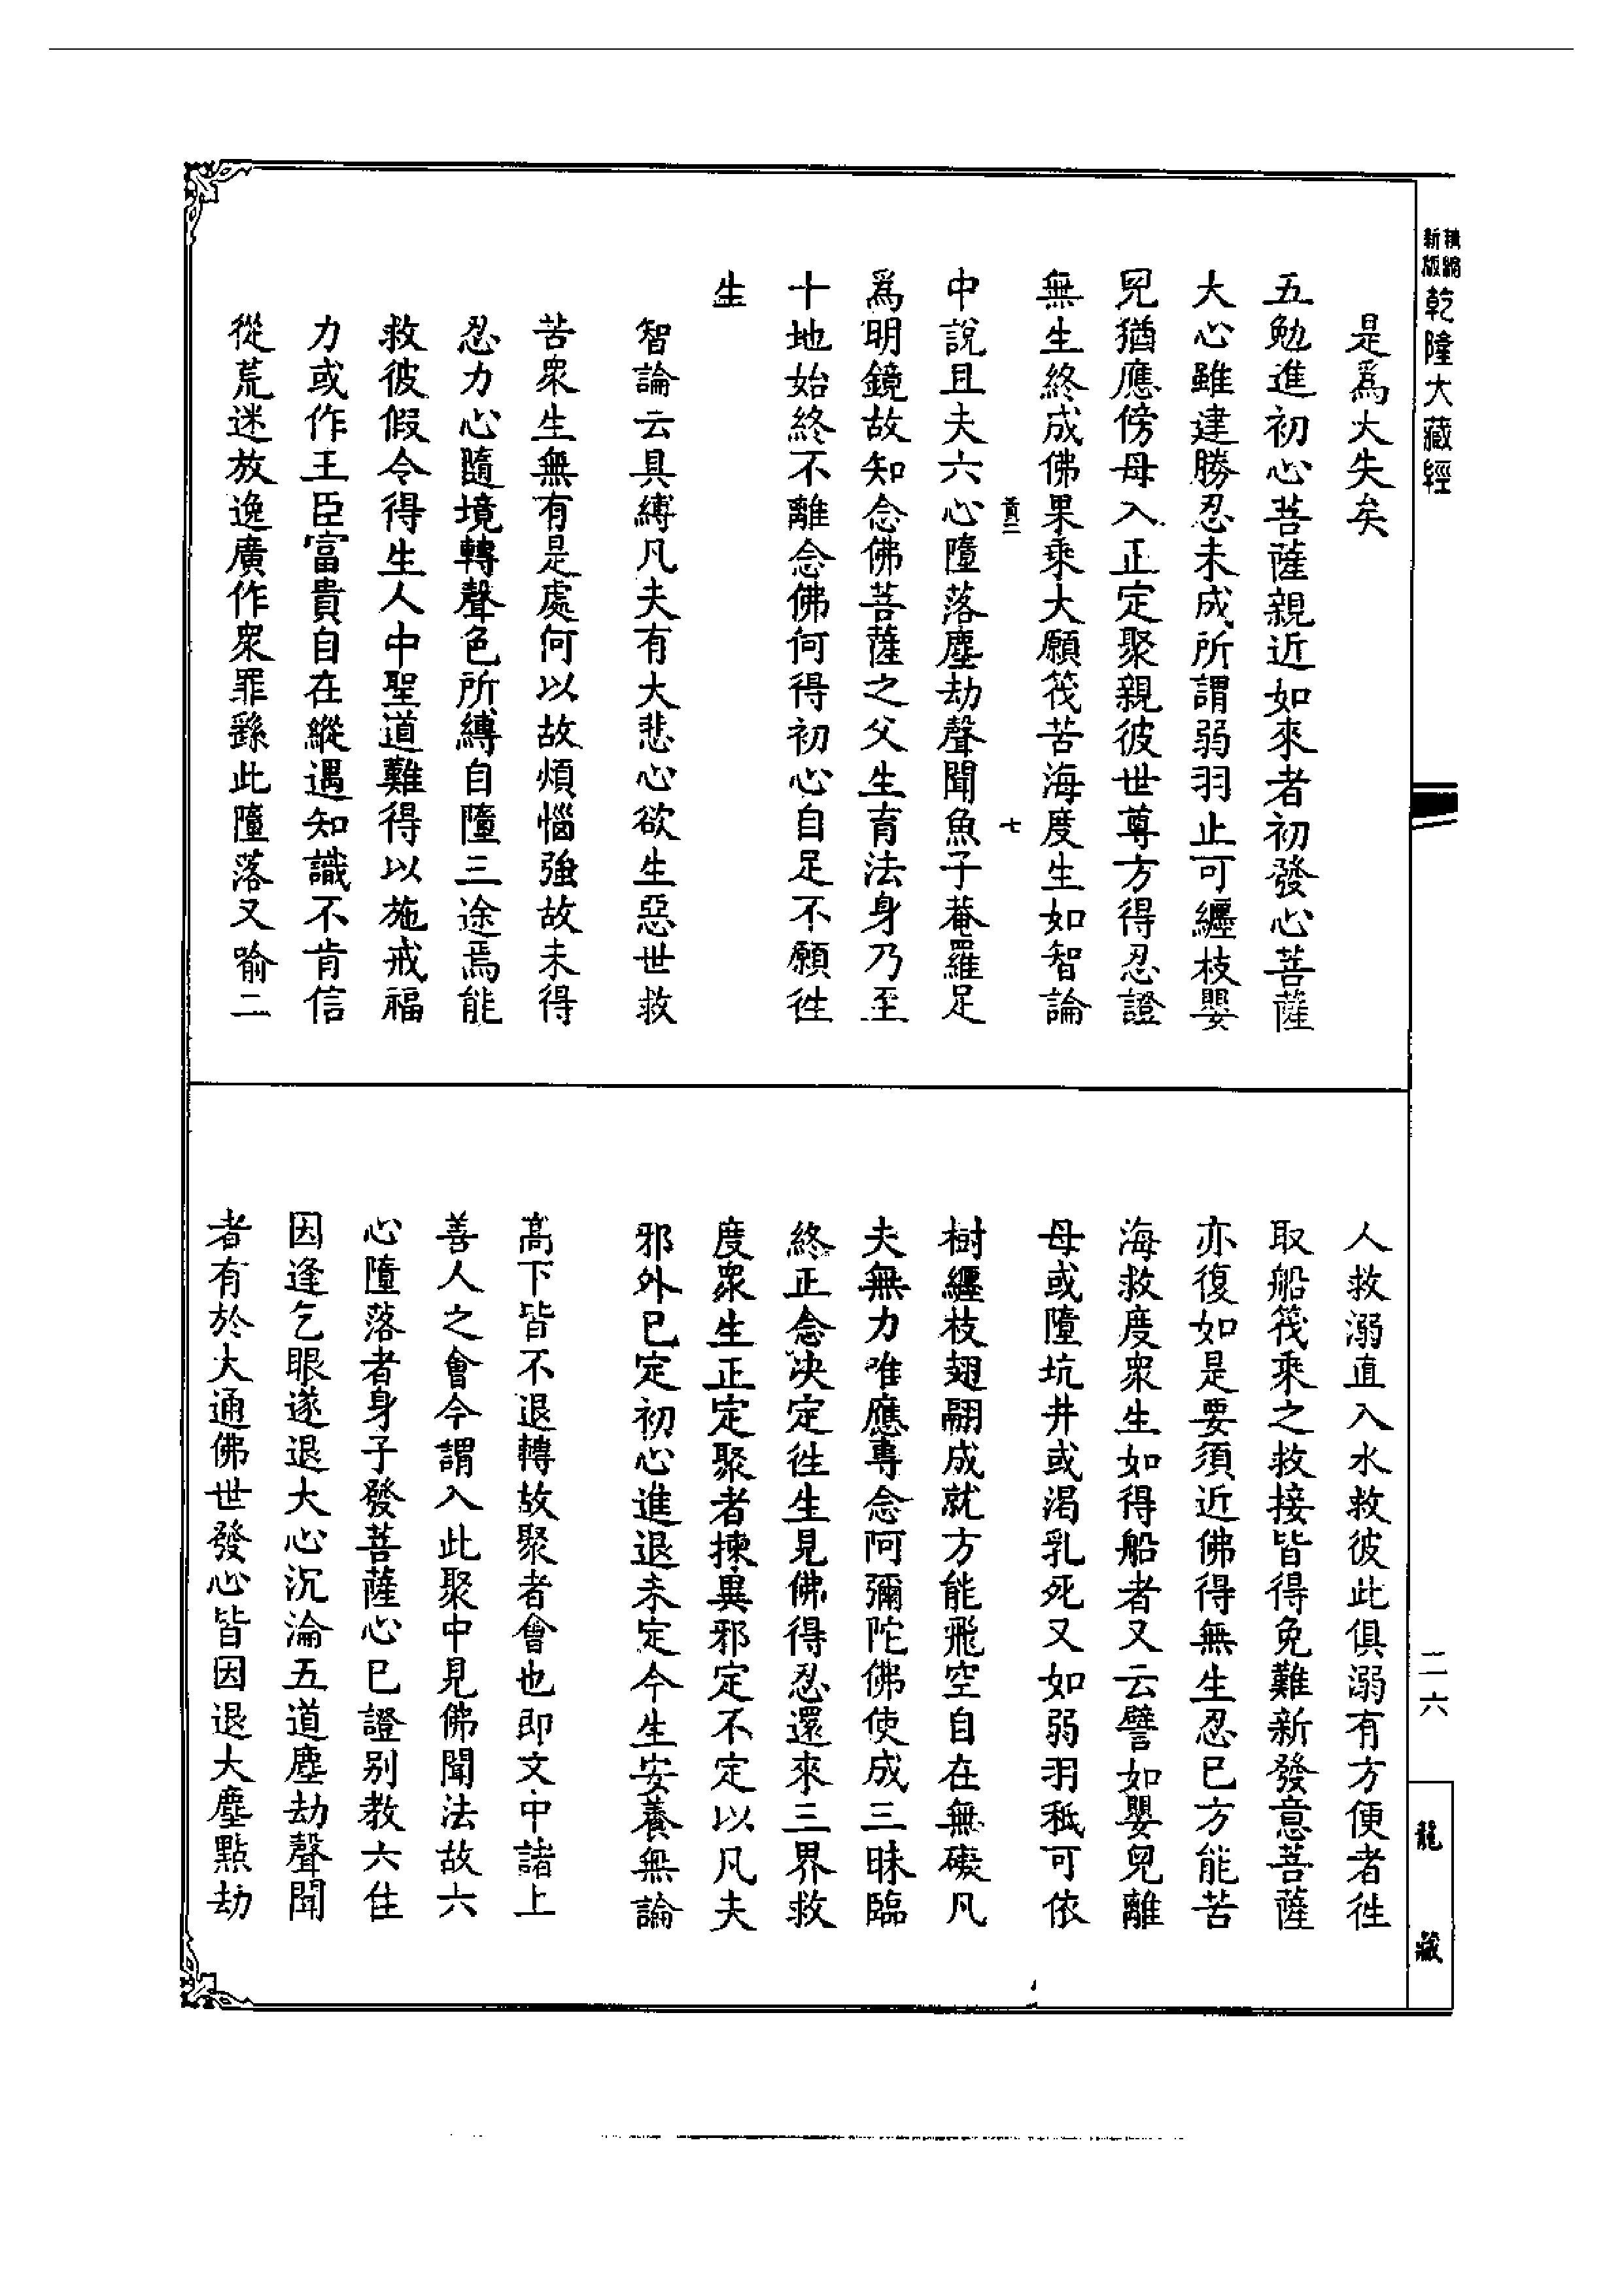 精縮
新版
乾隆大藏經
是爲大失矣
五勉進初心菩薩親近如來者初發心菩薩
大心雖建勝忍未成所謂弱羽止可纏枝嬰
兒猶應傍母入正定聚親彼世尊方得忍證
無生終成佛果乘大願筏苦海度生如智論
黃二
七
中說且夫六心墮落塵劫聲聞魚子菴羅足
爲明鏡故知念佛菩薩之父生育法身乃至
十地始終不離念佛何得初心自足不願徃
生
智論云具縛凡夫有大悲心欲生惡世救
苦衆生無有是處何以故煩惱強故未得
忍力心隨境轉聲色所縛自墮三途焉能
救彼假令得生人中聖道難得以施戒福
力或作王臣富貴自在縱遇知識不肯信
從荒迷放逸廣作衆罪繇此墮落又喻二
人救溺直入水救彼此俱溺有方便者徃
取船筏乘之救接皆得免難新發意菩薩
亦復如是要須近佛得無生忍已方能苦
海救度衆生如得船者又云譬如嬰兒離
母或墮坑井或渴乳死又如弱羽秪可依
樹纏枝翅翮成就方能飛空自在無礙凡
夫無力唯應專念阿彌陀佛使成三昧臨
終正念決定徃生見佛得忍還來三界救
度衆生正定聚者揀異邪定不定以凡夫
邪外已定初心進退未定今生安養無論
高下皆不退轉故聚者會也即文中諸上
善人之會今謂入此聚中見佛聞法故六
心墮落者身子發菩薩心已證別教六住
因逢乞眼遂退大心沉淪五道塵劫聲聞
者有於大通佛世發心皆因退大塵點劫
二六
龍
藏